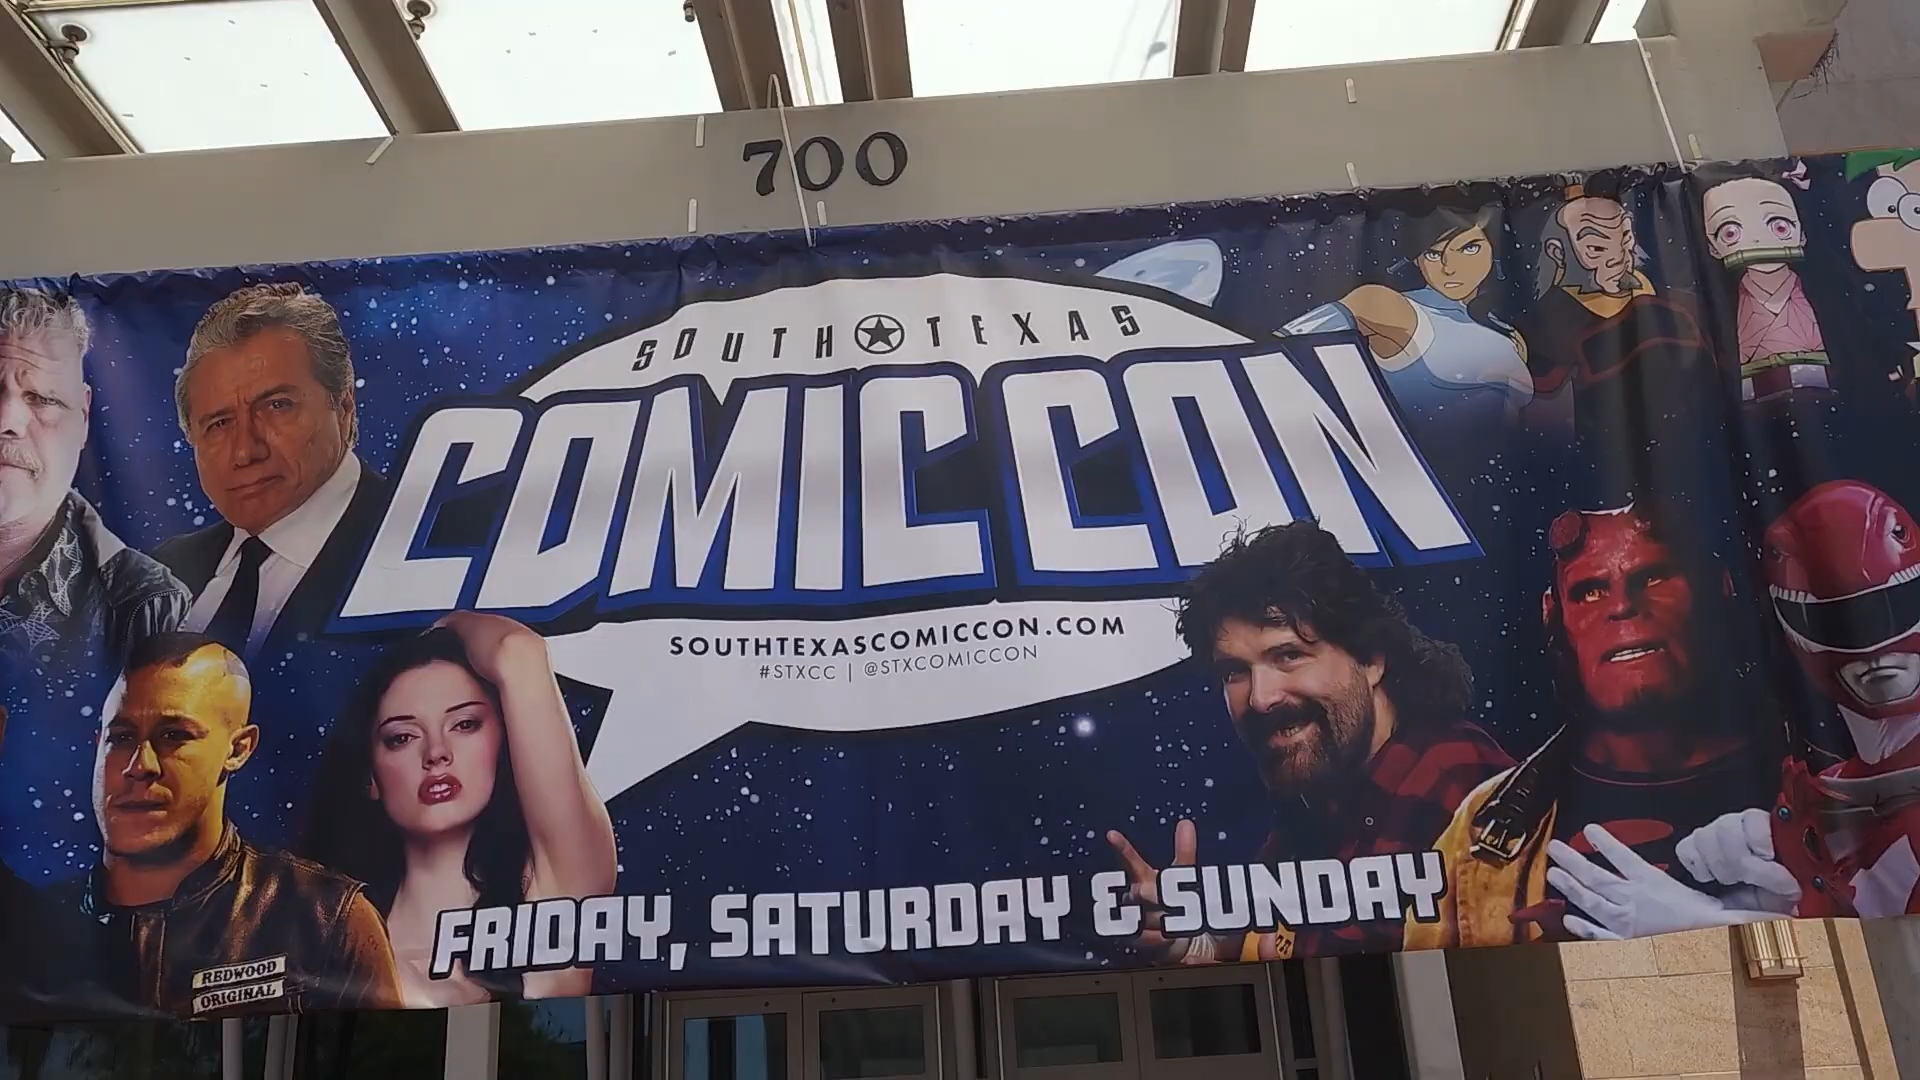 700
SOUTH TEXAS
COMIC CON
SOUTHTEXASCOMICCON.COM
#STXCC | @STXCOMICCON
FRIDAY, SATURDAY & SUNDAY
REDWOOD
ORIGINAL